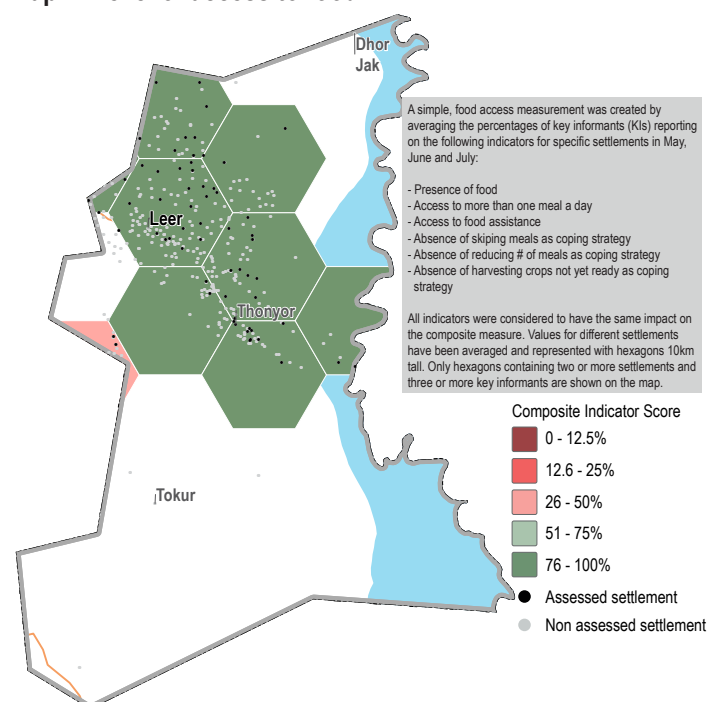 Dhor
Jak
A simple, food access measurement was created by
averaging the percentages of key informants (KIs) reporting
on the following indicators for specific settlements in May,
June and July:
- Presence of food
- Access to more than one meal a day
- Access to food assistance
- Absence of skiping meals as coping strategy
- Absence of reducing # of meals as coping strategy
- Absence of harvesting crops not yet ready as coping
strategy
All indicators were considered to have the same impact on
the composite measure. Values for different settlements
have been averaged and represented with hexagons 10km
tall. Only hexagons containing two or more settlements and
three or more key informants are shown on the map.
Leer
Thonyor
Tokur
Composite Indicator Score
0 - 12.5%
12.6 - 25%
26 - 50%
51 - 75%
76 - 100%
Assessed settlement
Non assessed settlement